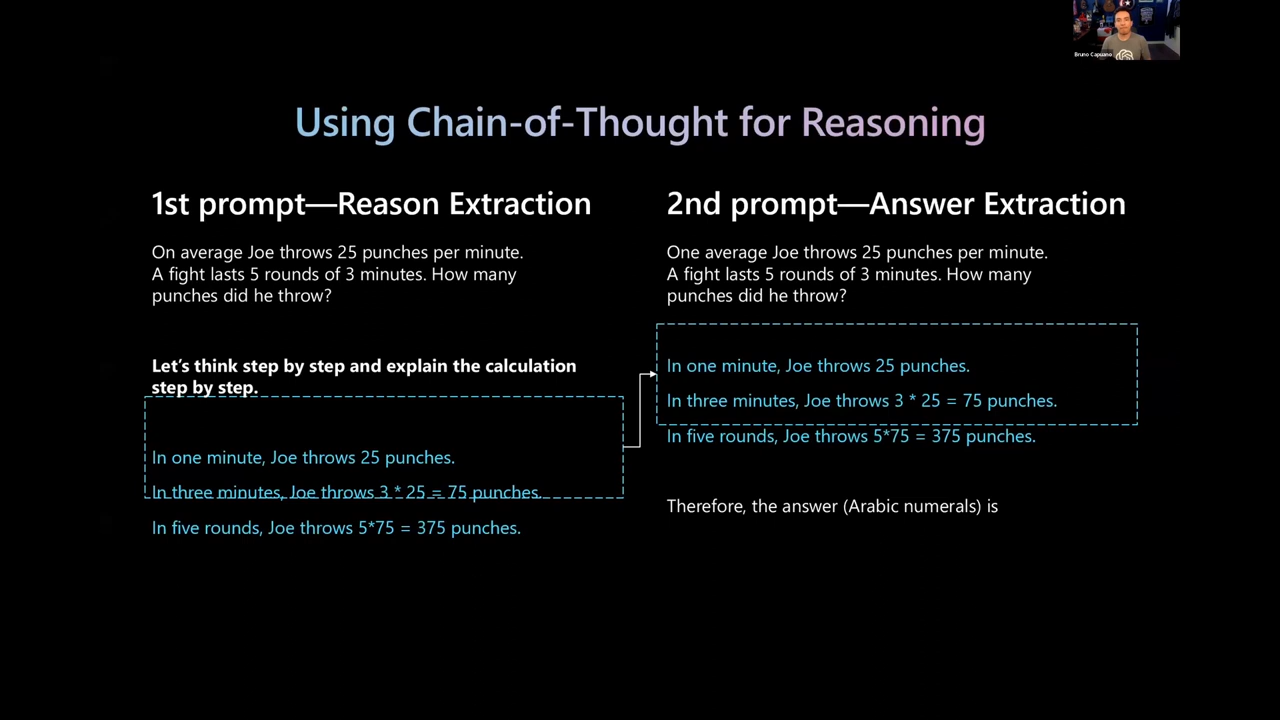 Bruno Capuano
Using Chain-of-Thought for Reasoning
1st prompt—Reason Extraction
On average Joe throws 25 punches per minute.
A fight lasts 5 rounds of 3 minutes. How many
punches did he throw?
Let's think step by step and explain the calculation
step by step.
In one minute, Joe throws 25 punches.
In three minutes, Joe throws 3 * 25 = 75 punches.
In five rounds, Joe throws 5*75 = 375 punches.
2nd prompt—Answer Extraction
One average Joe throws 25 punches per minute.
A fight lasts 5 rounds of 3 minutes. How many
punches did he throw?
In one minute, Joe throws 25 punches.
In three minutes, Joe throws 3 * 25 = 75 punches.
In five rounds, Joe throws 5*75 = 375 punches.
Therefore, the answer (Arabic numerals) is